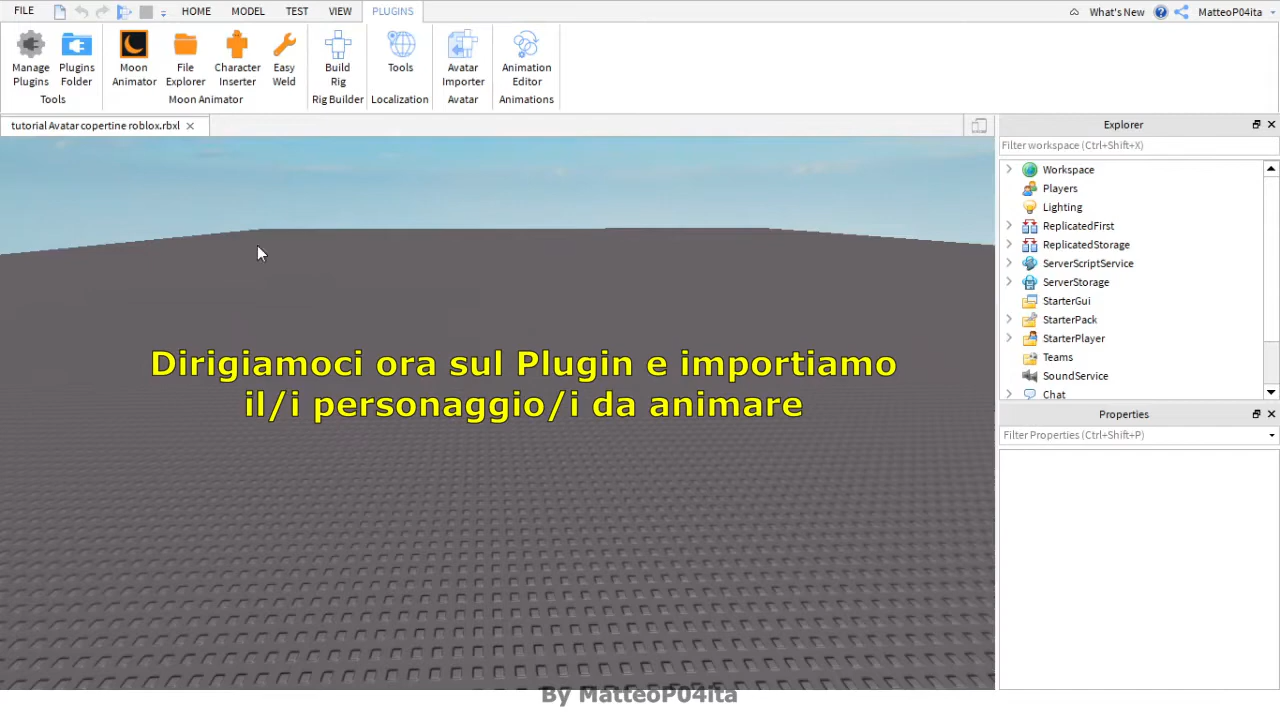 FILE HOME MODEL TEST VIEW PLUGINS What's New MatteoP04ita
Manage Plugins Moon File Character Easy Build Tools Avatar Animation
Plugins Folder Animator Explorer Inserter Weld Rig Importer Editor
Tools Moon Animator Rig Builder Localization Avatar Animations
tutorial Avatar copertine roblox.rbxl
Explorer
Filter workspace (Ctrl+Shift+X)
Workspace
Players
Lighting
ReplicatedFirst
ReplicatedStorage
ServerScriptService
ServerStorage
StarterGui
StarterPack
StarterPlayer
Teams
SoundService
Chat
Properties
Filter Properties (Ctrl+Shift+P)
Dirigiamoci ora sul Plugin e importiamo
il/i personaggio/i da animare
By MatteoP04ita